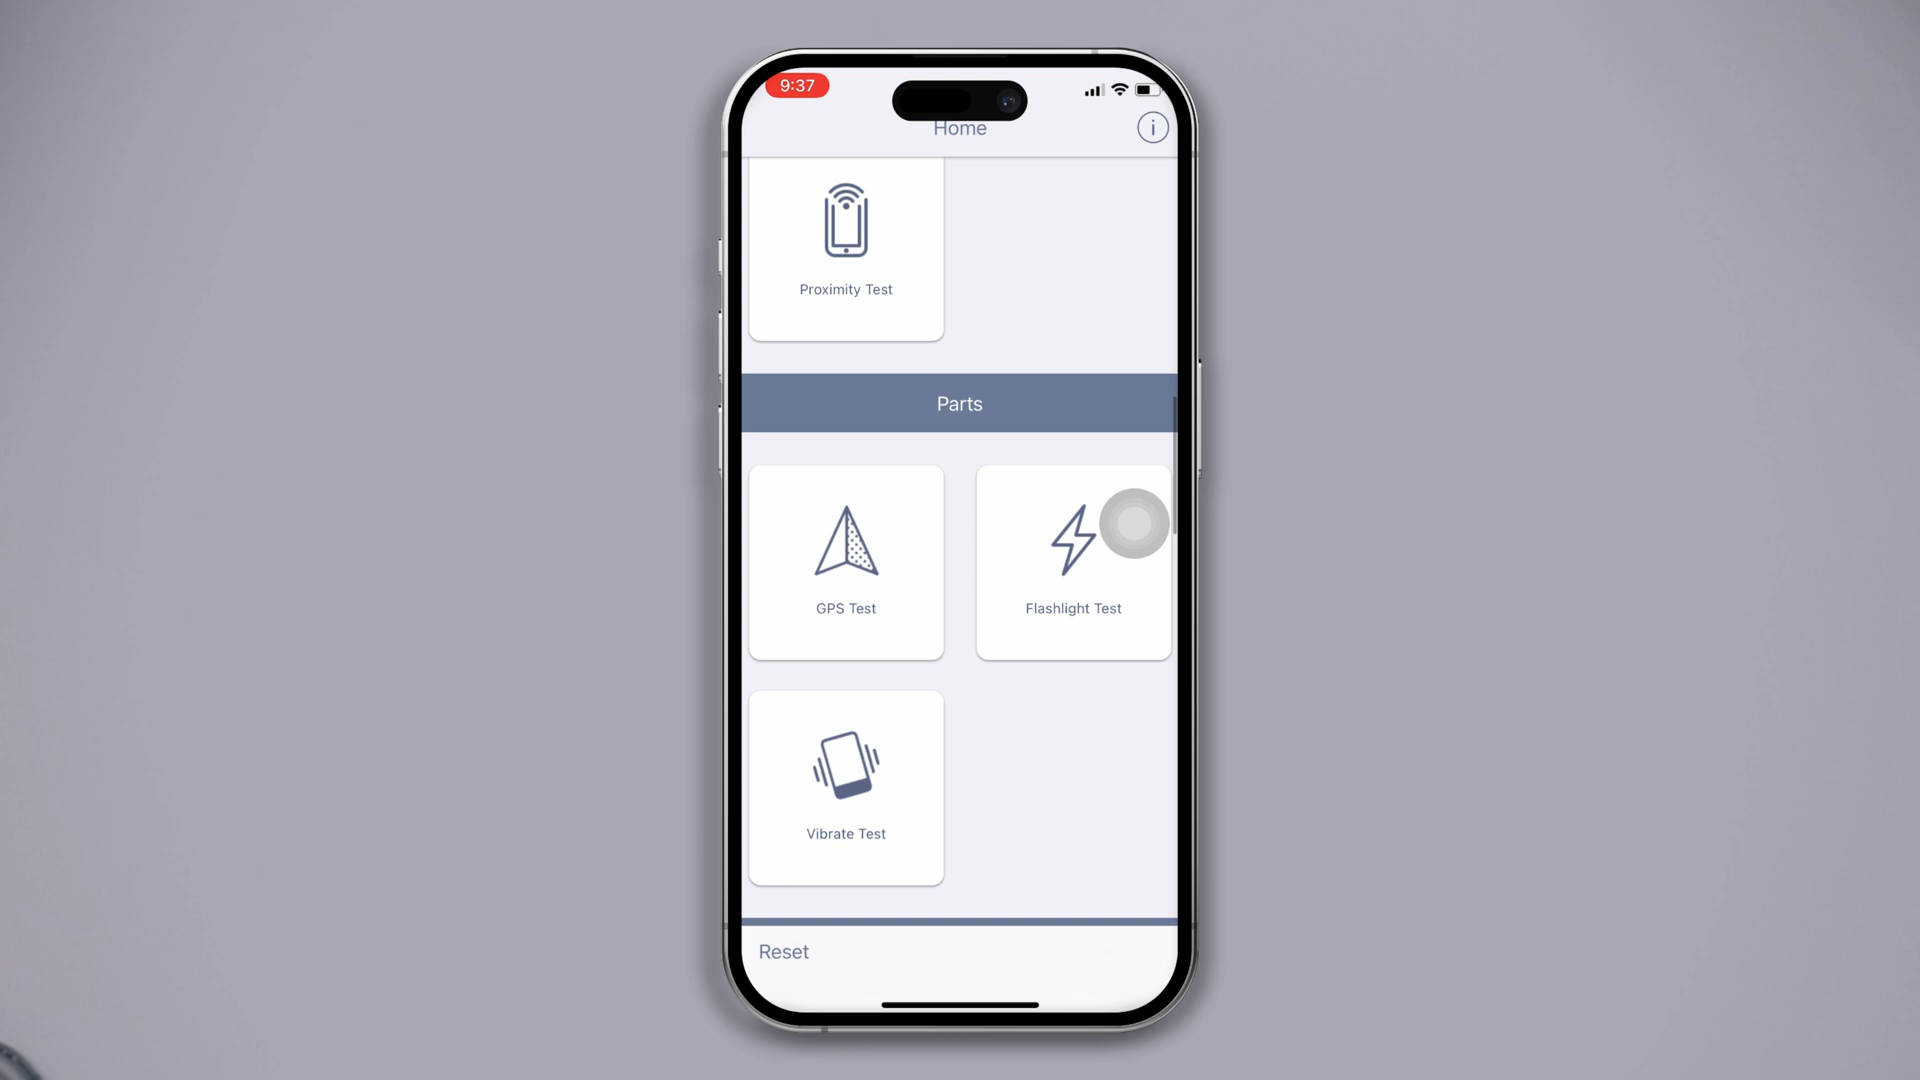 9:37
Home
i
Proximity Test
Parts
GPS Test
Flashlight Test
Vibrate Test
Reset